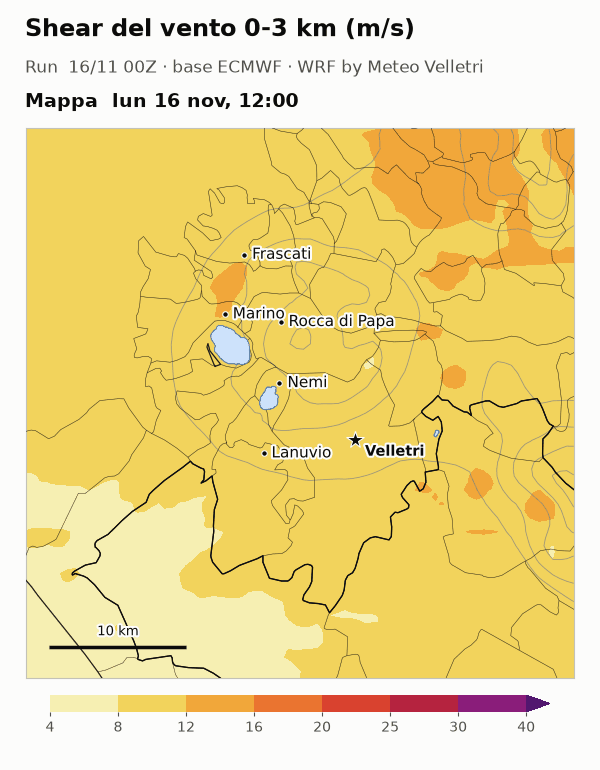 Shear del vento 0-3 km (m/s)
Run  16/11 00Z · base ECMWF · WRF by Meteo Velletri
Mappa  lun 16 nov, 12:00
Frascati
Marino
Rocca di Papa
Nemi
Velletri
Lanuvio
10 km
4 8 12 16 20 25 30 40